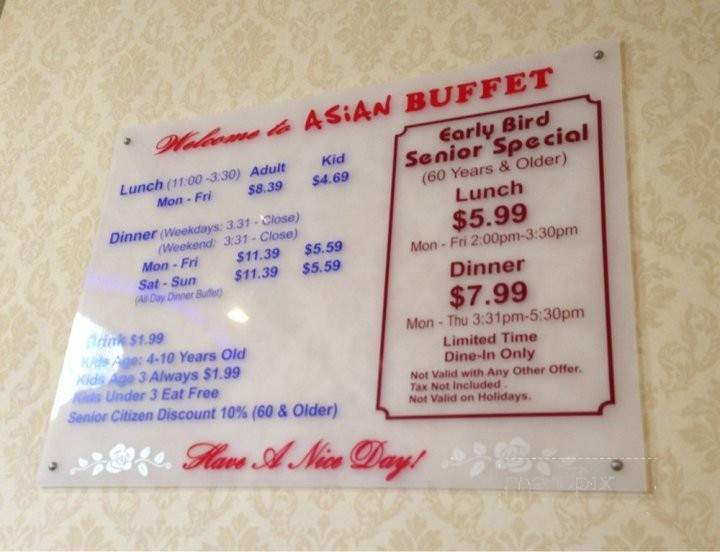 Welcome to ASiAN BUFFET
Lunch (11:00 -3:30) Adult Kid
Mon - Fri $8.39 $4.69
Dinner (Weekdays: 3:31 - Close)
(Weekend: 3:31 - Close)
Mon - Fri $11.39 $5.59
Sat - Sun $11.39 $5.59
(All Day Dinner Buffet)
Drink $1.99
Kids Age: 4-10 Years Old
Kids Age 3 Always $1.99
Kids Under 3 Eat Free
Senior Citizen Discount 10% (60 & Older)
Early Bird
Senior Special
(60 Years & Older)
Lunch
$5.99
Mon - Fri 2:00pm-3:30pm
Dinner
$7.99
Mon - Thu 3:31pm-5:30pm
Limited Time
Dine-In Only
Not Valid with Any Other Offer.
Tax Not Included .
Not Valid on Holidays.
Have A Nice Day!
menupix